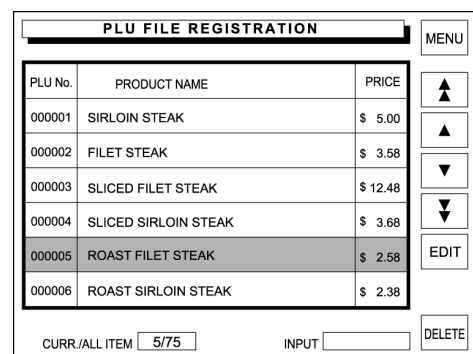 PLU FILE REGISTRATION
MENU
PLU No. PRODUCT NAME PRICE
000001 SIRLOIN STEAK $ 5.00
000002 FILET STEAK $ 3.58
000003 SLICED FILET STEAK $ 12.48
000004 SLICED SIRLOIN STEAK $ 3.68
000005 ROAST FILET STEAK $ 2.58
EDIT
000006 ROAST SIRLOIN STEAK $ 2.38
CURR./ALL ITEM 5/75 INPUT
DELETE